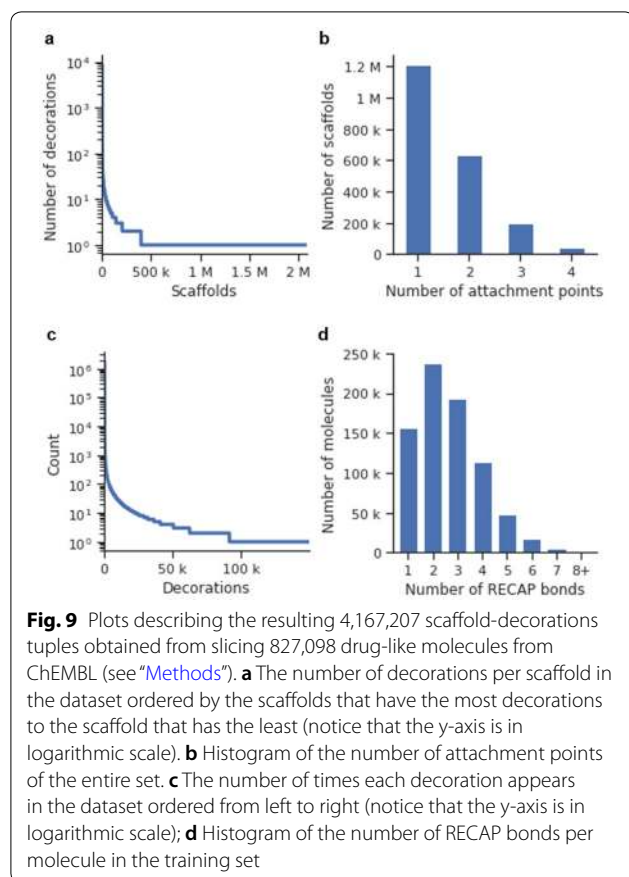 a
b
Number of decorations
10⁴
10³
10²
10¹
10⁰
0
500 k
1 M
1.5 M
2 M
Scaffolds
Number of scaffolds
1.2 M
1 M
800 k
600 k
400 k
200 k
0
1
2
3
4
Number of attachment points
c
d
Count
10⁶
10⁵
10⁴
10³
10²
10¹
10⁰
0
50 k
100 k
Decorations
Number of molecules
250 k
200 k
150 k
100 k
50 k
0
1
2
3
4
5
6
7
8+
Number of RECAP bonds
Fig. 9 Plots describing the resulting 4,167,207 scaffold-decorations
tuples obtained from slicing 827,098 drug-like molecules from
ChEMBL (see “Methods”). a The number of decorations per scaffold in
the dataset ordered by the scaffolds that have the most decorations
to the scaffold that has the least (notice that the y-axis is in
logarithmic scale). b Histogram of the number of attachment points
of the entire set. c The number of times each decoration appears
in the dataset ordered from left to right (notice that the y-axis is in
logarithmic scale); d Histogram of the number of RECAP bonds per
molecule in the training set